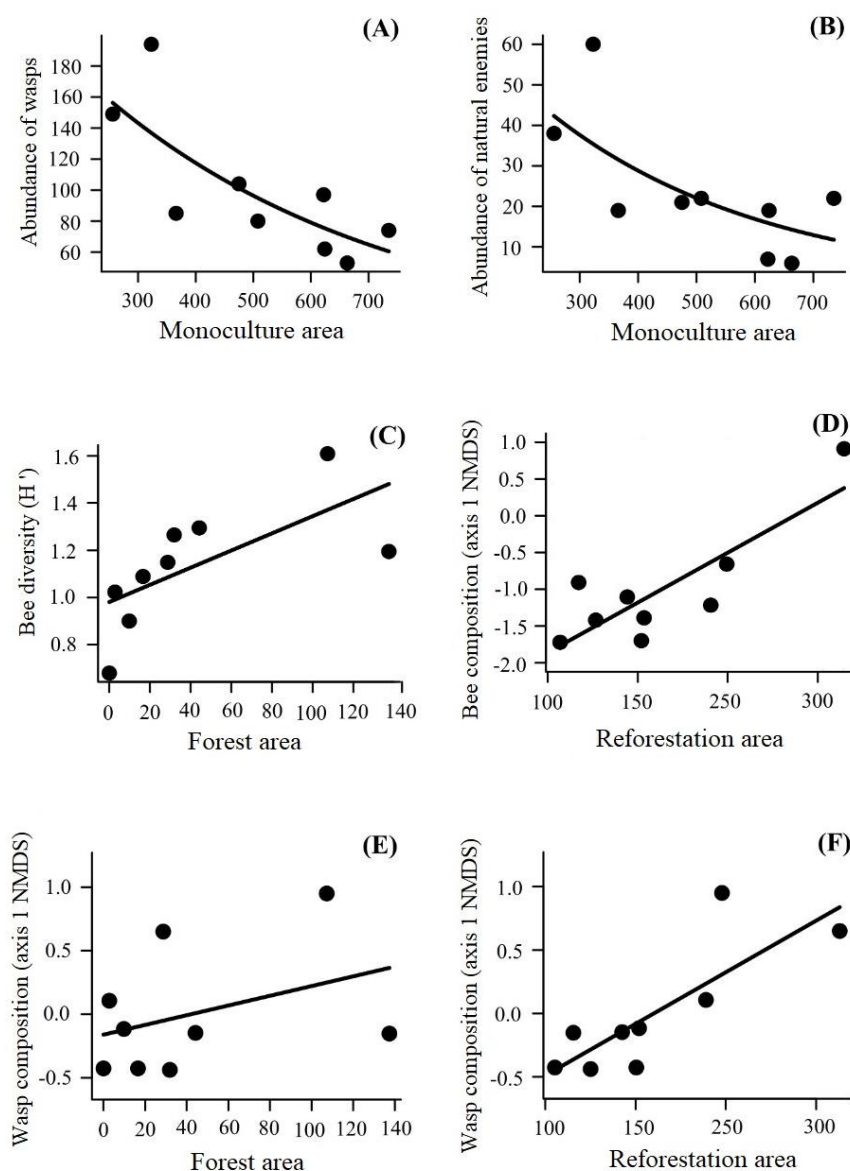 (A)
Abundance of wasps
180
160
140
120
100
80
60
300 400 500 600 700
Monoculture area
(B)
Abundance of natural enemies
60
50
40
30
20
10
300 400 500 600 700
Monoculture area
(C)
Bee diversity (H ')
1.6
1.4
1.2
1.0
0.8
0 20 40 60 80 100 120 140
Forest area
(D)
Bee composition (axis 1 NMDS)
1.0
0.5
0.0
-0.5
-1.0
-1.5
-2.0
100 150 250 300
Reforestation area
(E)
Wasp composition (axis 1 NMDS)
1.0
0.5
0.0
-0.5
0 20 40 60 80 100 120 140
Forest area
(F)
Wasp composition (axis 1 NMDS)
1.0
0.5
0.0
-0.5
100 150 250 300
Reforestation area